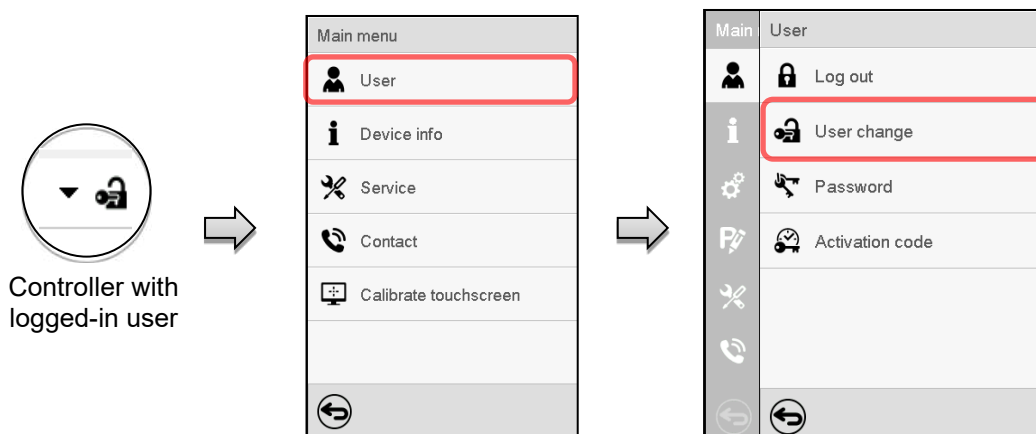 Controller with
logged-in user
Main menu
User
Device info
Service
Contact
Calibrate touchscreen
Main
User
Log out
User change
Password
Activation code